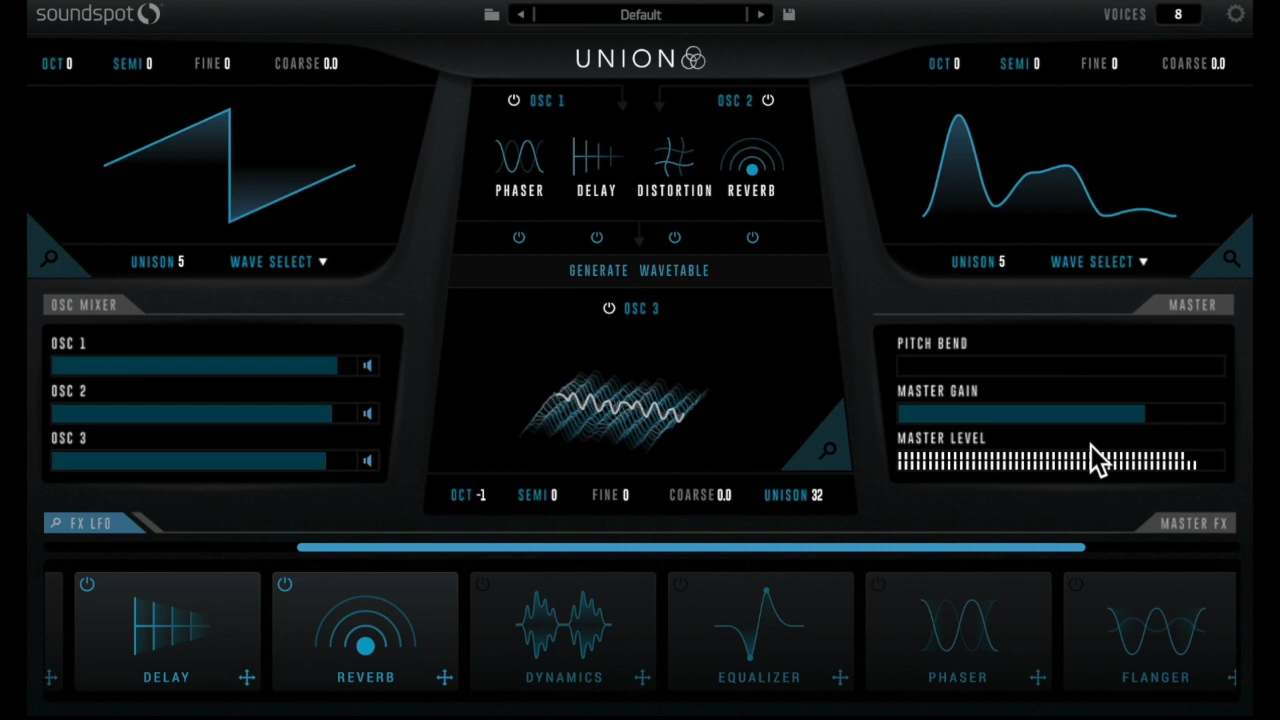 soundspot
Default
VOICES 8
UNION
OCT 0 SEMI 0 FINE 0 COARSE 0.0
OCT 0 SEMI 0 FINE 0 COARSE 0.0
OSC 1 OSC 2
PHASER DELAY DISTORTION REVERB
UNISON 5 WAVE SELECT
UNISON 5 WAVE SELECT
GENERATE WAVETABLE
OSC 3
OSC MIXER
OSC 1
OSC 2
OSC 3
MASTER
PITCH BEND
MASTER GAIN
MASTER LEVEL
OCT -1 SEMI 0 FINE 0 COARSE 0.0 UNISON 32
FX LFO
MASTER FX
DELAY REVERB DYNAMICS EQUALIZER PHASER FLANGER